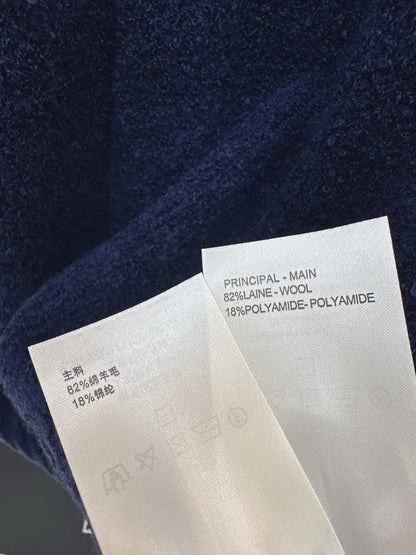 主料
82%绵羊毛
18%锦纶
PRINCIPAL - MAIN
82%LAINE - WOOL
18%POLYAMIDE- POLYAMIDE